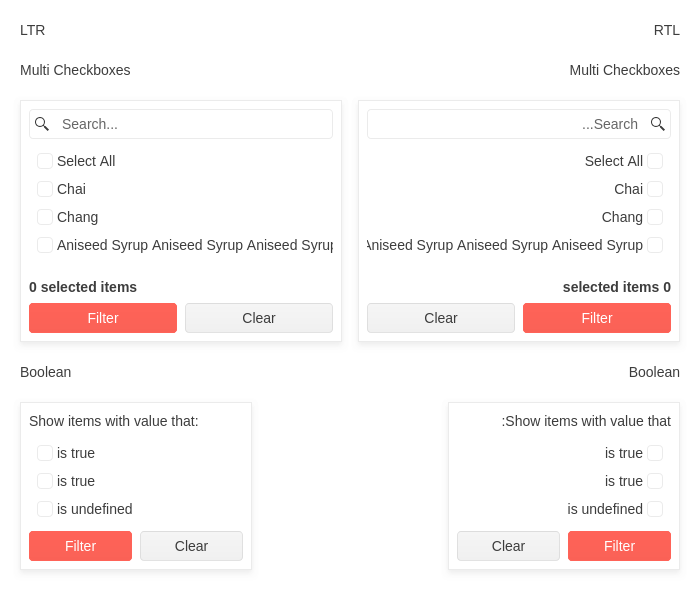 LTR
RTL
Multi Checkboxes
Multi Checkboxes
Search...
...Search
Select All
Select All
Chai
Chai
Chang
Chang
Aniseed Syrup Aniseed Syrup Aniseed Syrup
Aniseed Syrup Aniseed Syrup Aniseed Syrup
0 selected items
selected items 0
Filter
Clear
Clear
Filter
Boolean
Boolean
Show items with value that:
:Show items with value that
is true
is true
is true
is true
is undefined
is undefined
Filter
Clear
Clear
Filter